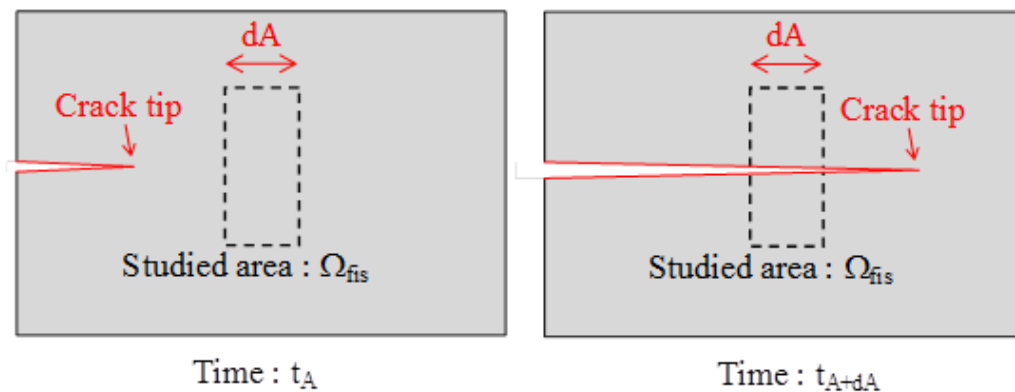 dA
Crack tip
Studied area : Ωfis
Time : tA
dA
Crack tip
Studied area : Ωfis
Time : tA+dA